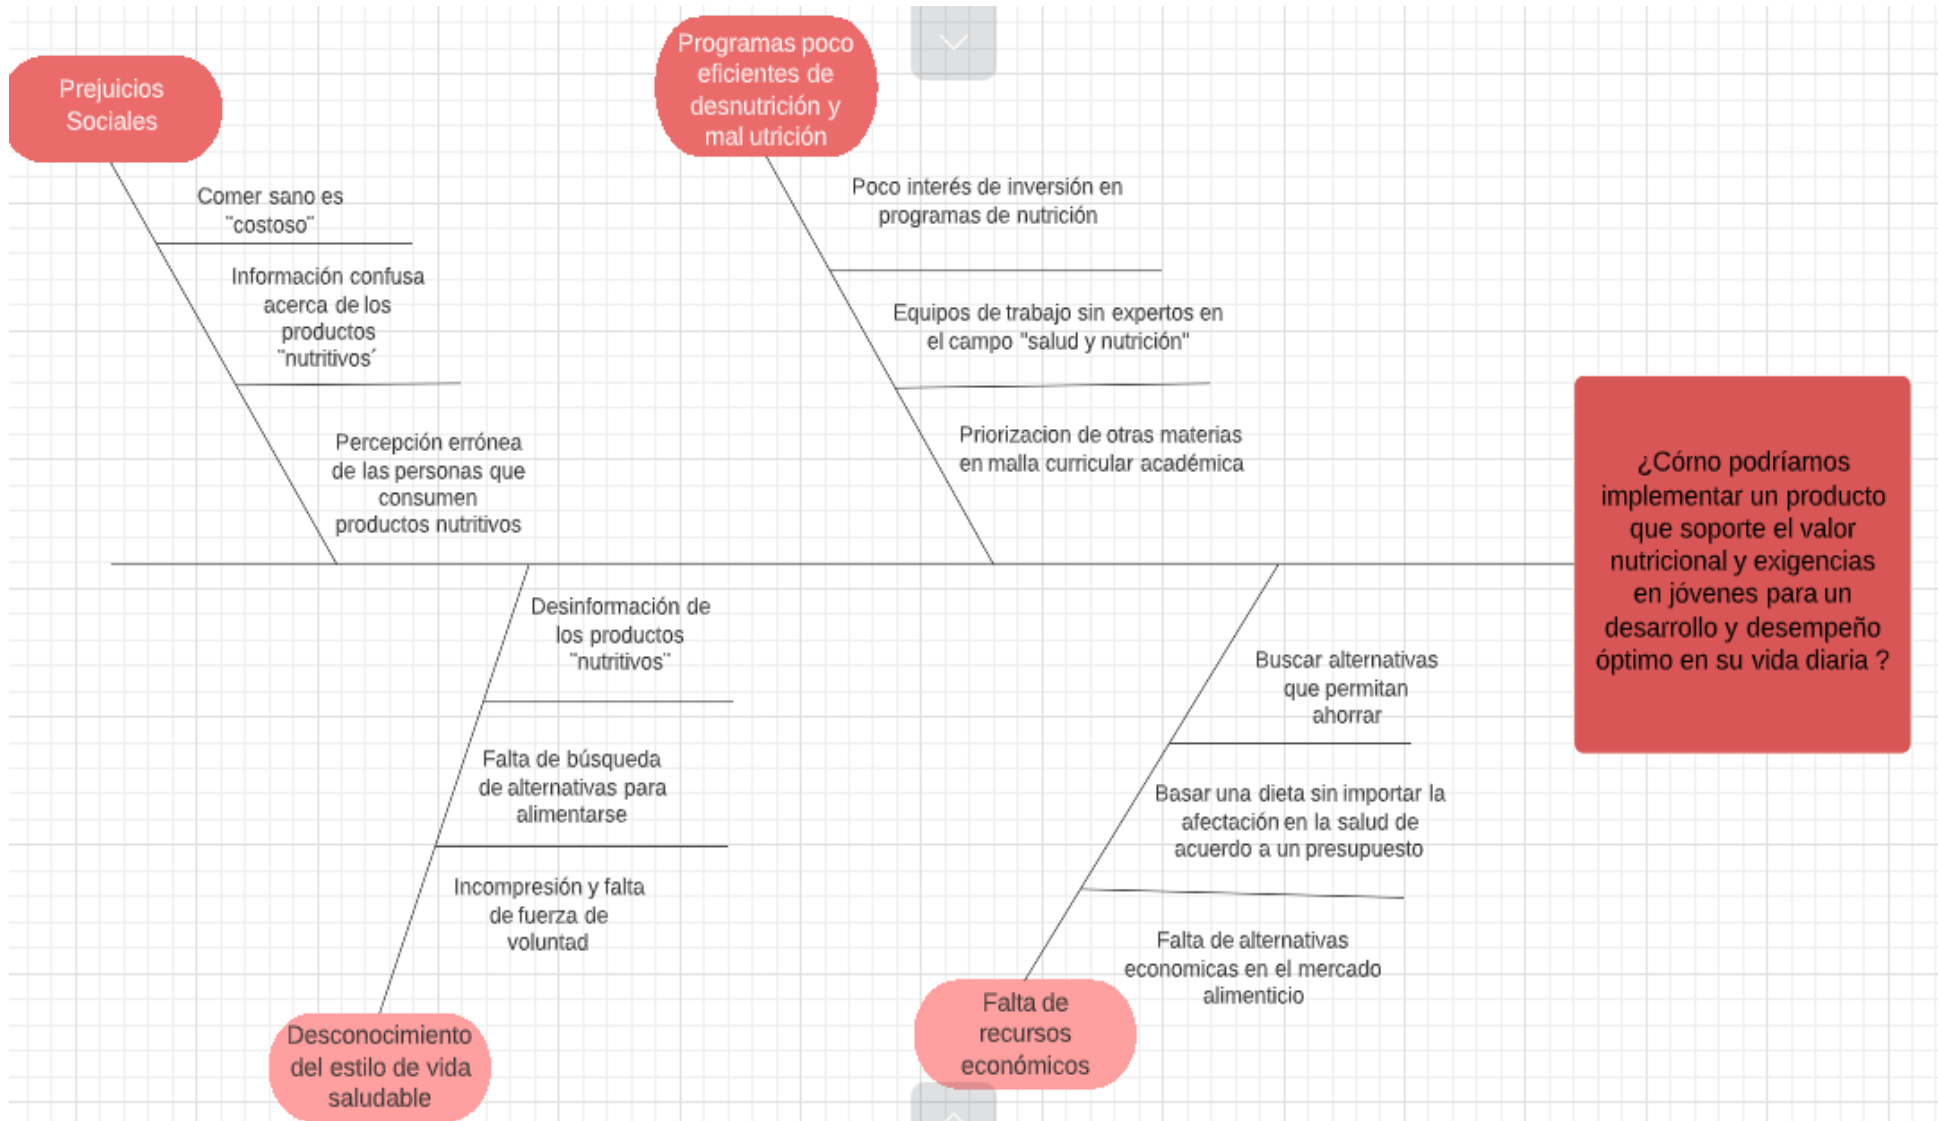 Prejuicios
Sociales
Comer sano es
¨costoso¨
Información confusa
acerca de los
productos
¨nutritivos´
Percepción errónea
de las personas que
consumen
productos nutritivos
Programas poco
eficientes de
desnutrición y
mal utrición
Poco interés de inversión en
programas de nutrición
Equipos de trabajo sin expertos en
el campo "salud y nutrición"
Priorizacion de otras materias
en malla curricular académica
Desinformación de
los productos
¨nutritivos¨
Falta de búsqueda
de alternativas para
alimentarse
Incompresión y falta
de fuerza de
voluntad
Desconocimiento
del estilo de vida
saludable
Buscar alternativas
que permitan
ahorrar
Basar una dieta sin importar la
afectación en la salud de
acuerdo a un presupuesto
Falta de alternativas
economicas en el mercado
alimenticio
Falta de
recursos
económicos
¿Cómo podríamos
implementar un producto
que soporte el valor
nutricional y exigencias
en jóvenes para un
desarrollo y desempeño
óptimo en su vida diaria ?